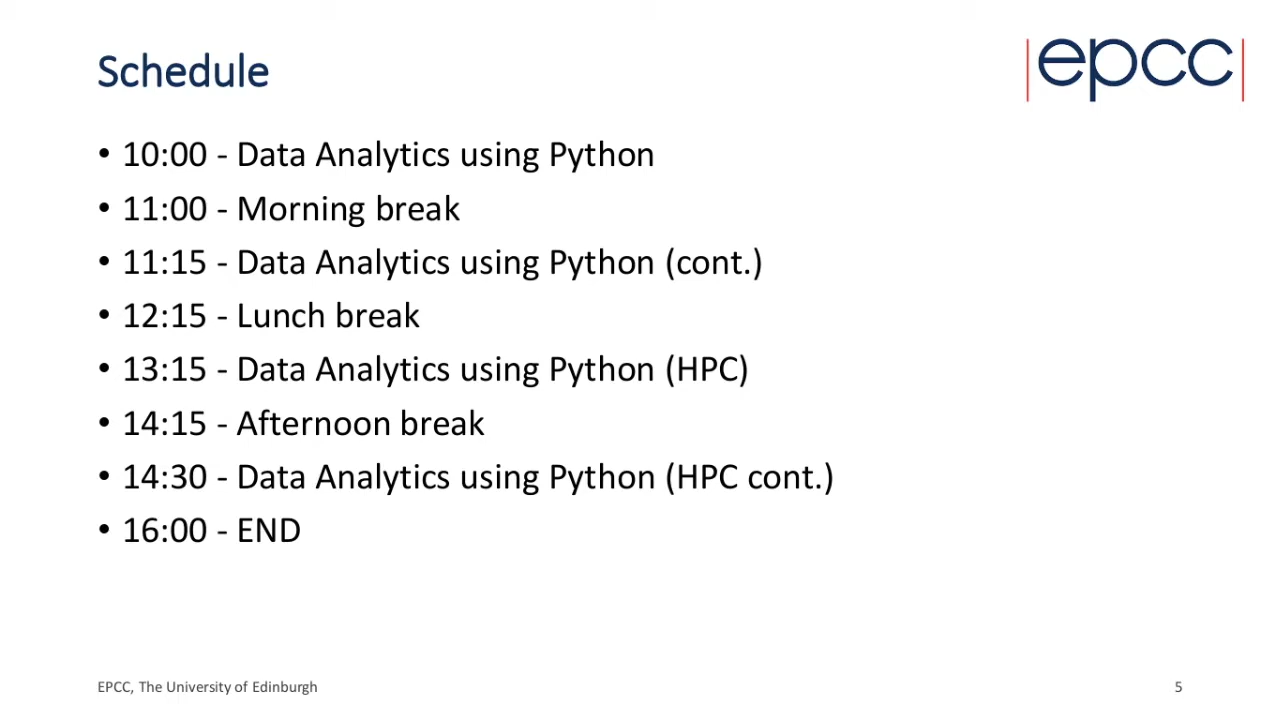 Schedule
|epcc|
• 10:00 - Data Analytics using Python
• 11:00 - Morning break
• 11:15 - Data Analytics using Python (cont.)
• 12:15 - Lunch break
• 13:15 - Data Analytics using Python (HPC)
• 14:15 - Afternoon break
• 14:30 - Data Analytics using Python (HPC cont.)
• 16:00 - END
EPCC, The University of Edinburgh
5